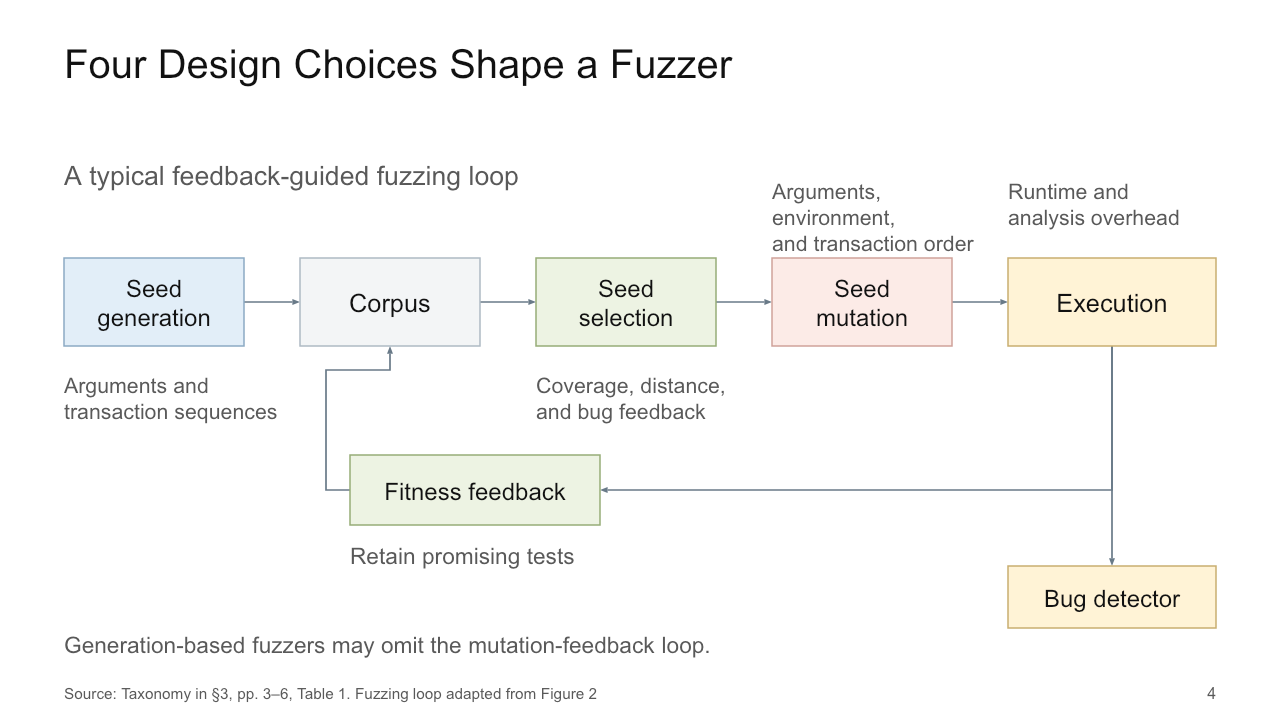 Four Design Choices Shape a Fuzzer
A typical feedback-guided fuzzing loop
Arguments,
environment,
and transaction order
Runtime and
analysis overhead
Seed
generation
Corpus
Seed
selection
Seed
mutation
Execution
Arguments and
transaction sequences
Coverage, distance,
and bug feedback
Fitness feedback
Retain promising tests
Bug detector
Generation-based fuzzers may omit the mutation-feedback loop.
Source: Taxonomy in §3, pp. 3–6, Table 1. Fuzzing loop adapted from Figure 2
4